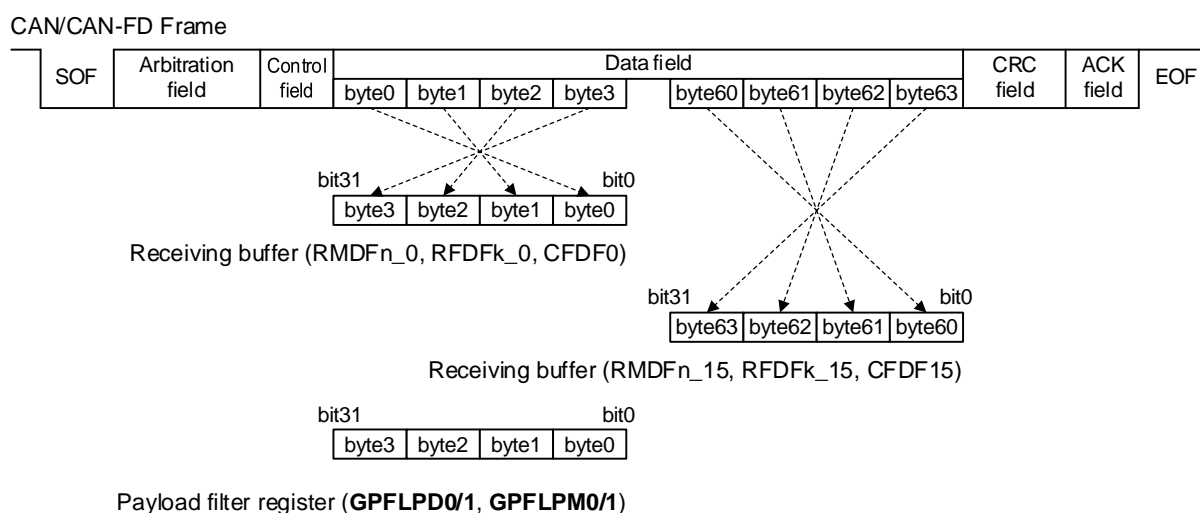 CAN/CAN-FD Frame
SOF Arbitration field Control field Data field CRC field ACK field EOF
byte0 byte1 byte2 byte3 byte60 byte61 byte62 byte63
bit31 bit0
byte3 byte2 byte1 byte0
Receiving buffer (RMDFn_0, RFDFk_0, CFDF0)
bit31 bit0
byte63 byte62 byte61 byte60
Receiving buffer (RMDFn_15, RFDFk_15, CFDF15)
bit31 bit0
byte3 byte2 byte1 byte0
Payload filter register (GPFLPD0/1, GPFLPM0/1)